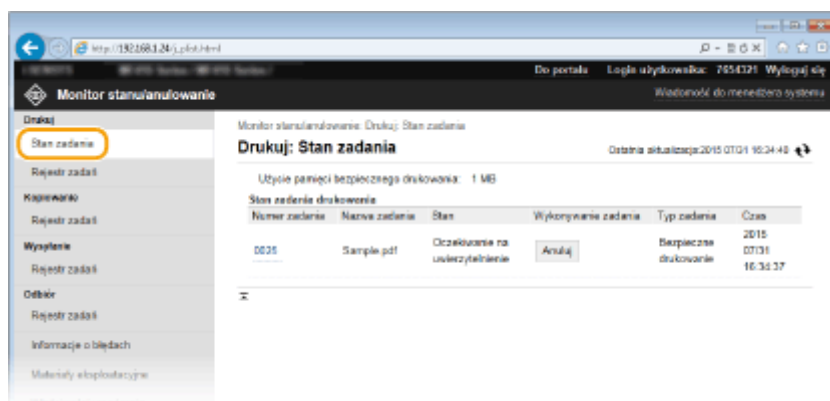 http://192.168.1.24/j_plot.html
Do portalu Login użytkownika: 7654321 Wyloguj się
Monitor stanu/anulowanie
Wiadomość do menedżera systemu
Drukuj
Stan zadania
Rejestr zadań
Kopiowanie
Rejestr zadań
Wysyłanie
Rejestr zadań
Odbiór
Rejestr zadań
Informacje o błędach
Materiały eksploatacyjne
Monitor stanu/anulowanie: Drukuj: Stan zadania
Drukuj: Stan zadania
Ostatnia aktualizacja:2015 07/31 16:34:48
Użycie pamięci bezpiecznego drukowania: 1 MB
Stan zadania drukowania
Numer zadania Nazwa zadania Stan Wykonywanie zadania Typ zadania Czas
0025 Sample.pdf Oczekiwanie na uwierzytelnienie Anuluj Bezpieczne drukowanie 2015 07/31 16:34:37